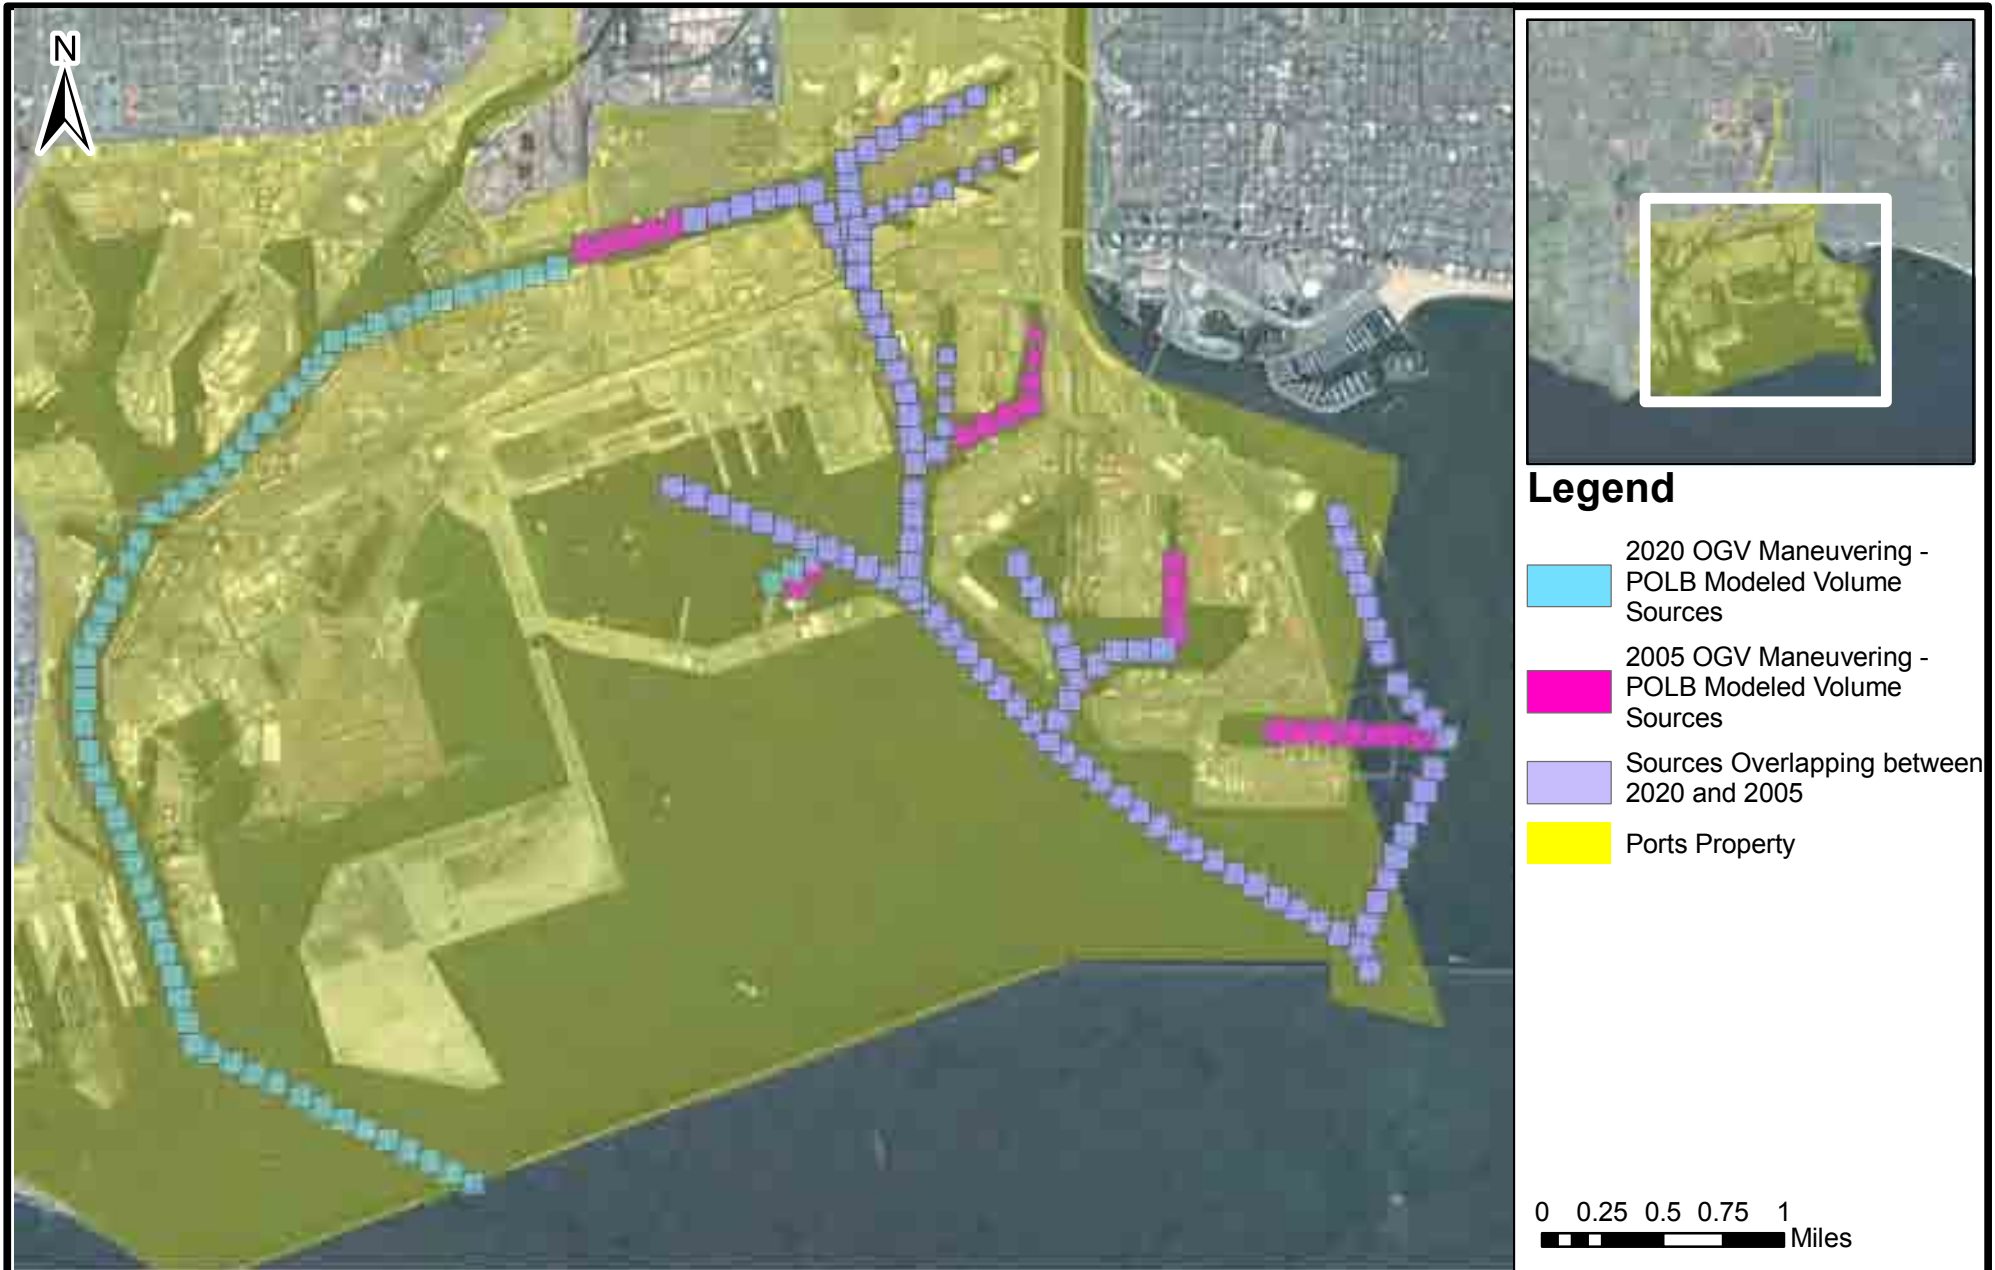 N
Legend
2020 OGV Maneuvering -
POLB Modeled Volume
Sources
2005 OGV Maneuvering -
POLB Modeled Volume
Sources
Sources Overlapping between
2020 and 2005
Ports Property
0 0.25 0.5 0.75 1
Miles